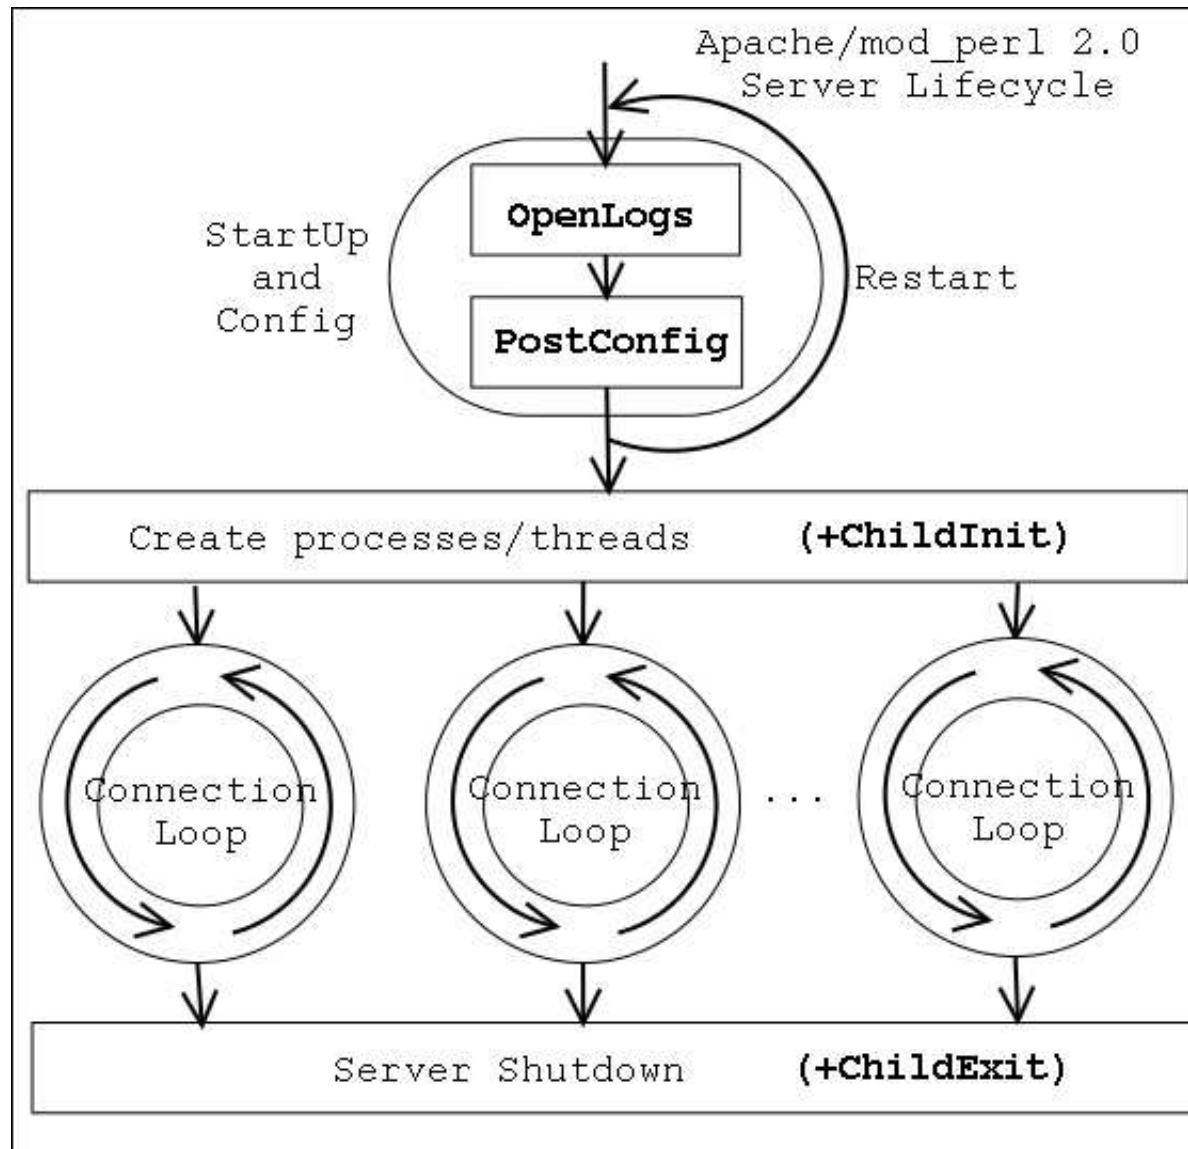 Apache/mod_perl 2.0
Server Lifecycle
OpenLogs
StartUp
and
Config
Restart
PostConfig
Create processes/threads (+ChildInit)
Connection
Loop
Connection
Loop
...
Connection
Loop
Server Shutdown (+ChildExit)